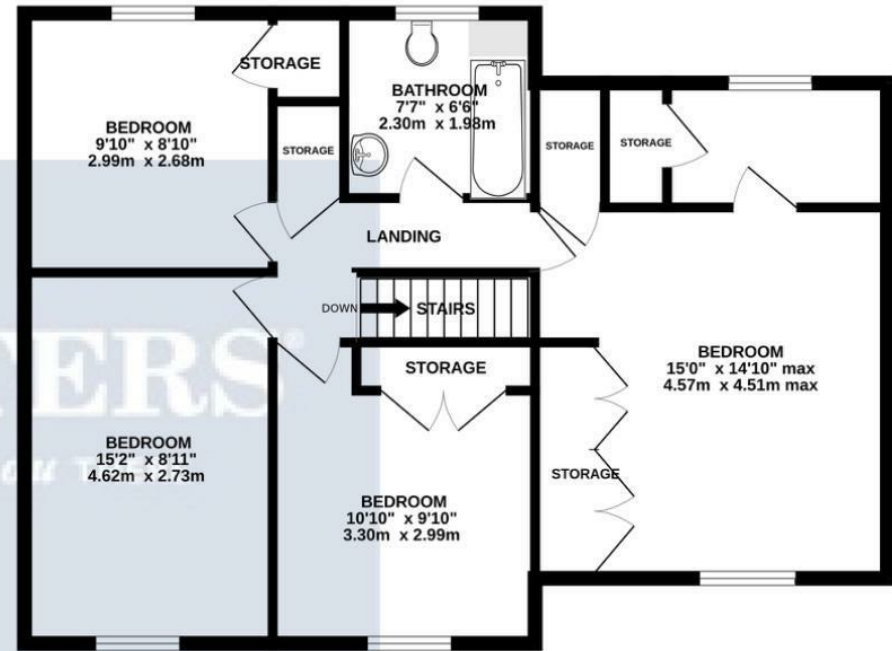 STORAGE
BATHROOM
7'7" x 6'6"
2.30m x 1.98m
BEDROOM
9'10" x 8'10"
2.99m x 2.68m
STORAGE
STORAGE
STORAGE
LANDING
DOWN
STAIRS
STORAGE
BEDROOM
15'0" x 14'10" max
4.57m x 4.51m max
BEDROOM
15'2" x 8'11"
4.62m x 2.73m
STORAGE
BEDROOM
10'10" x 9'10"
3.30m x 2.99m
TERS